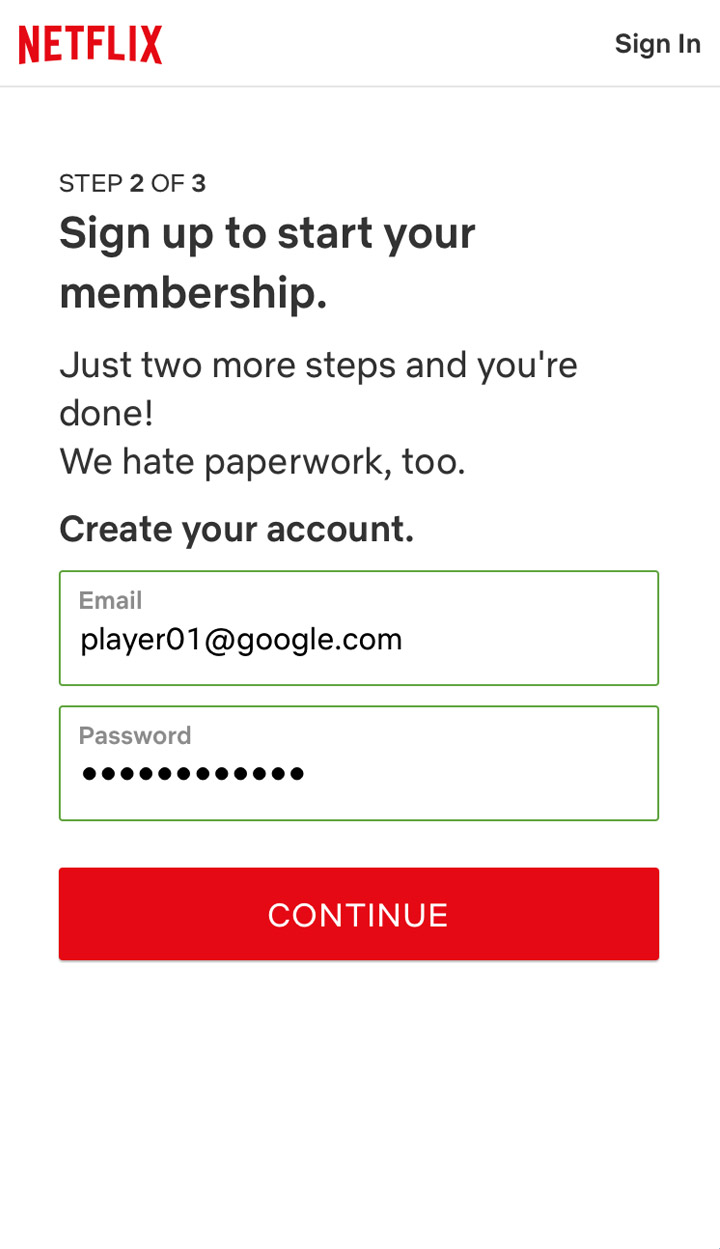 NETFLIX
Sign In
STEP 2 OF 3
Sign up to start your
membership.
Just two more steps and you're
done!
We hate paperwork, too.
Create your account.
Email
player01@google.com
Password
••••••••••••
CONTINUE